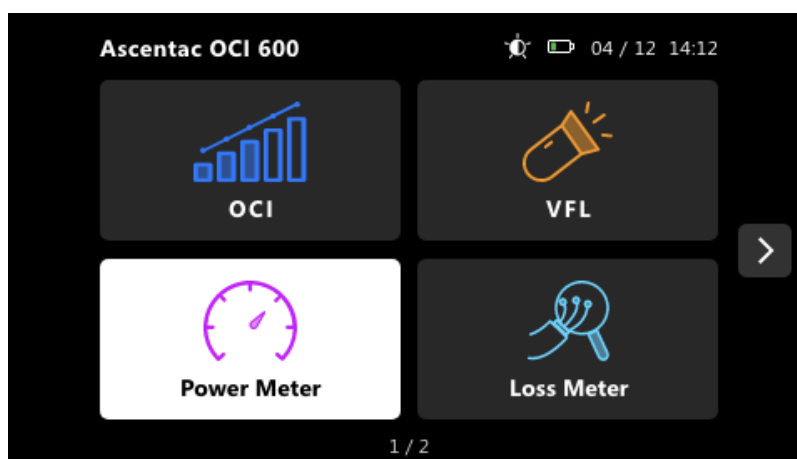 Ascentac OCI 600 04 / 12 14:12
OCI
VFL
Power Meter
Loss Meter
1 / 2